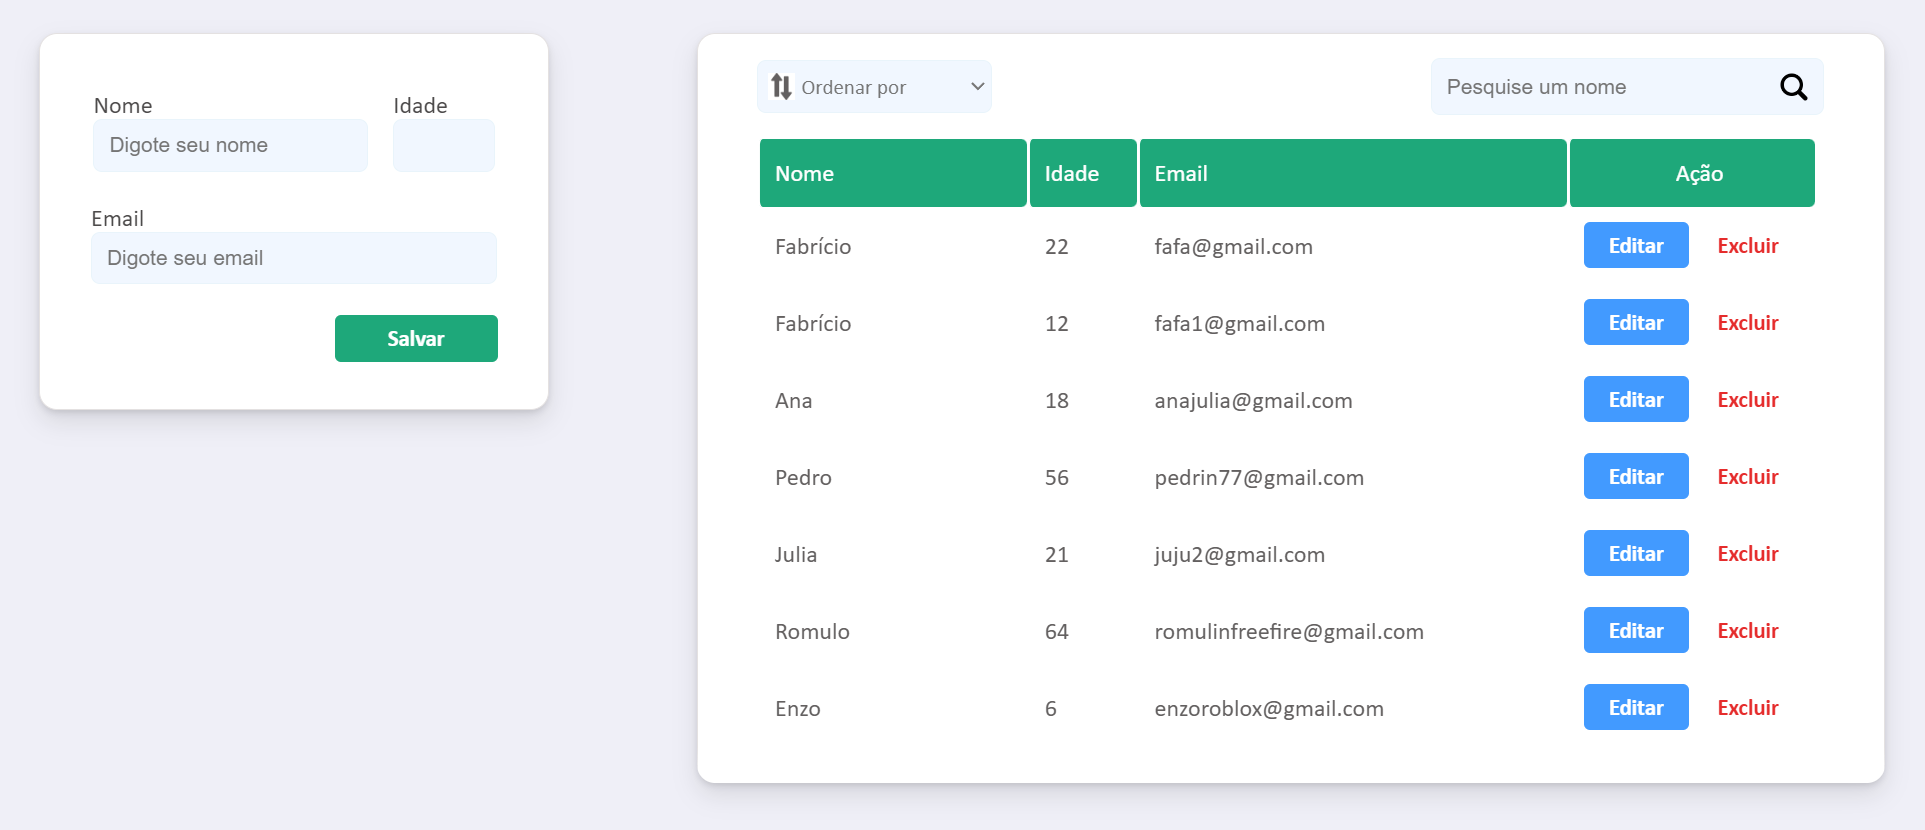 Nome Idade
Digote seu nome
Email
Digote seu email
Salvar
Ordenar por
Pesquise um nome
Nome Idade Email Ação
Fabrício 22 fafa@gmail.com Editar Excluir
Fabrício 12 fafa1@gmail.com Editar Excluir
Ana 18 anajulia@gmail.com Editar Excluir
Pedro 56 pedrin77@gmail.com Editar Excluir
Julia 21 juju2@gmail.com Editar Excluir
Romulo 64 romulinfreefire@gmail.com Editar Excluir
Enzo 6 enzoroblox@gmail.com Editar Excluir